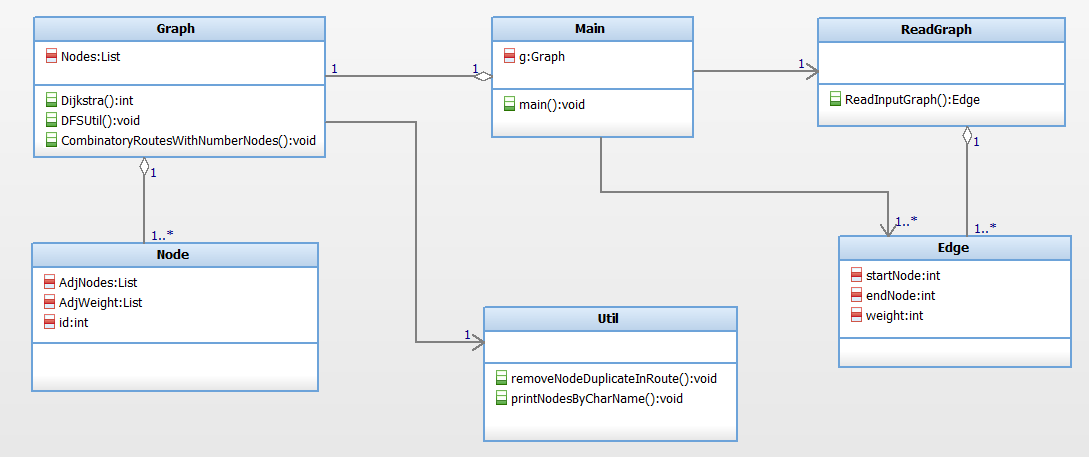 Graph
Nodes:List
Dijkstra():int
DFSUtil():void
CombinatoryRoutesWithNumberNodes():void
1
1
Main
g:Graph
main():void
1
ReadGraph
ReadInputGraph():Edge
1
1..*
1
1..*
1..*
Node
AdjNodes:List
AdjWeight:List
id:int
1
Util
removeNodeDuplicateInRoute():void
printNodesByCharName():void
Edge
startNode:int
endNode:int
weight:int